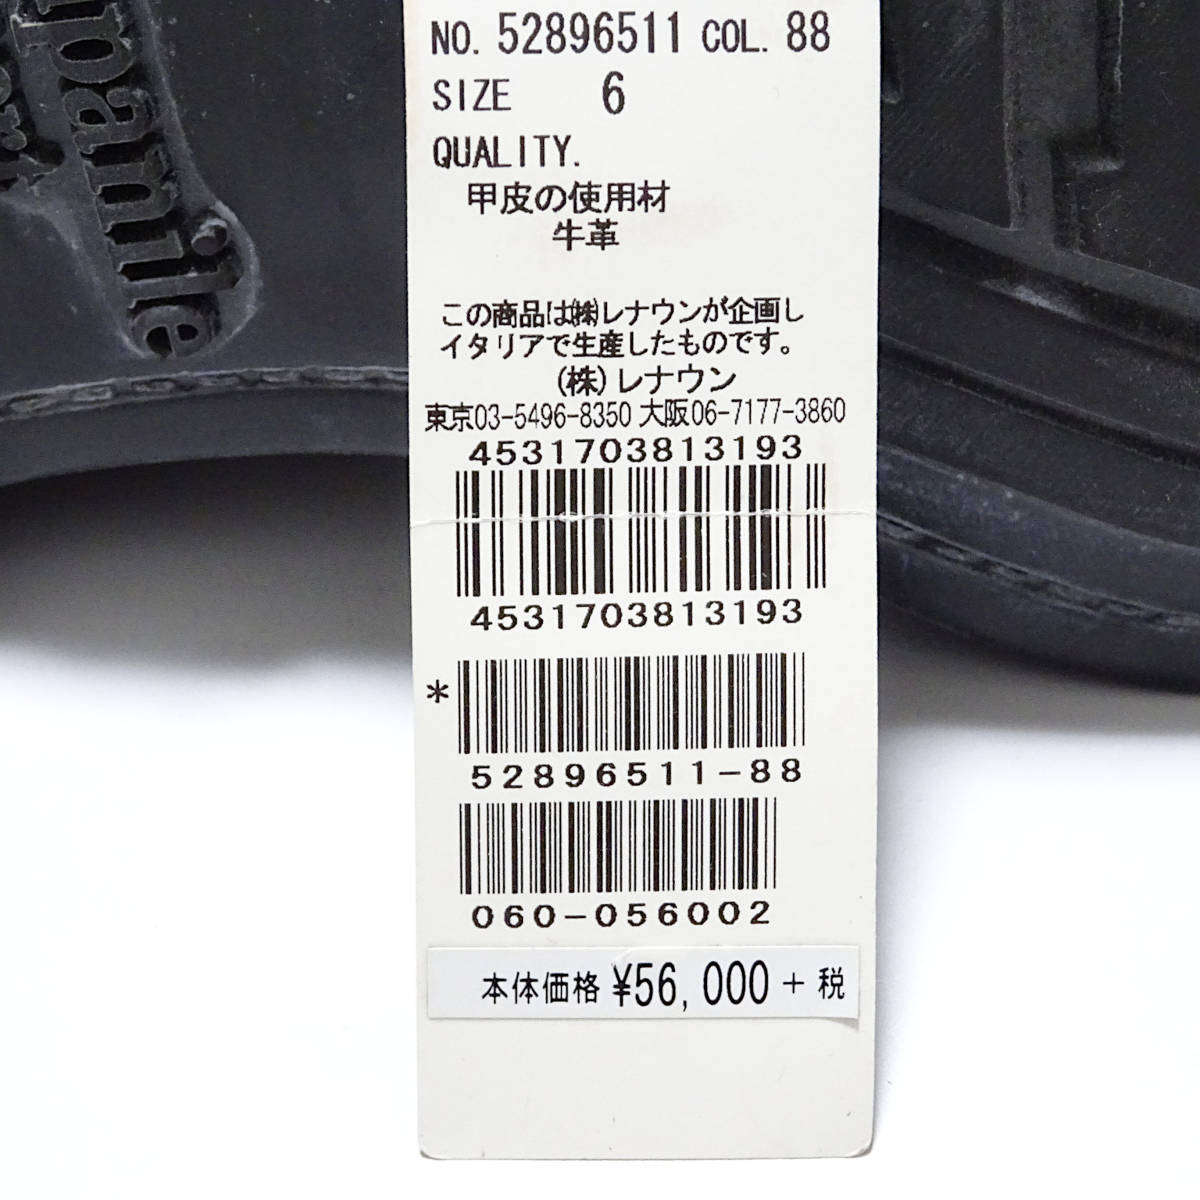 NO. 52896511 COL. 88
SIZE 6
QUALITY.
甲皮の使用材
牛革
この商品は㈱レナウンが企画し
イタリアで生産したものです。
(株)レナウン
東京03-5496-8350 大阪06-7177-3860
4531703813193
4531703813193
*
52896511-88
060-056002
本体価格 ¥56,000 + 税